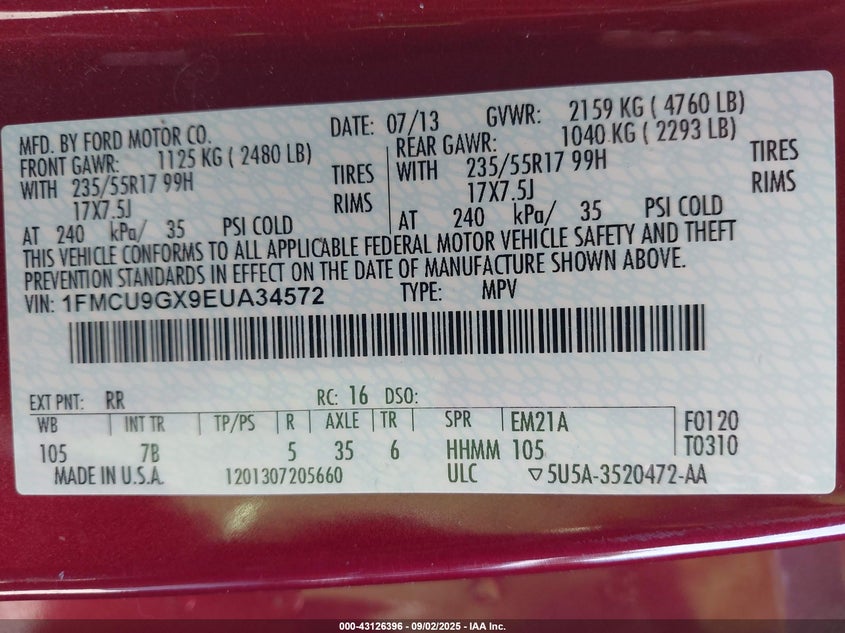 MFD. BY FORD MOTOR CO. DATE: 07/13 GVWR: 2159 KG ( 4760 LB)
FRONT GAWR: 1125 KG ( 2480 LB) REAR GAWR: 1040 KG ( 2293 LB)
WITH 235/55R17 99H TIRES WITH 235/55R17 99H TIRES
17X7.5J RIMS 17X7.5J RIMS
AT 240 kPa/ 35 PSI COLD AT 240 kPa/ 35 PSI COLD
THIS VEHICLE CONFORMS TO ALL APPLICABLE FEDERAL MOTOR VEHICLE SAFETY AND THEFT
PREVENTION STANDARDS IN EFFECT ON THE DATE OF MANUFACTURE SHOWN ABOVE.
VIN: 1FMCU9GX9EUA34572 TYPE: MPV
EXT PNT: RR RC: 16 DSO:
WB INT TR TP/PS R AXLE TR SPR EM21A F0120
105 7B 5 35 6 HHMM 105 T0310
MADE IN U.S.A. 1201307205660 ULC ▽5U5A-3520472-AA
000-43126396 - 09/02/2025 - IAA Inc.